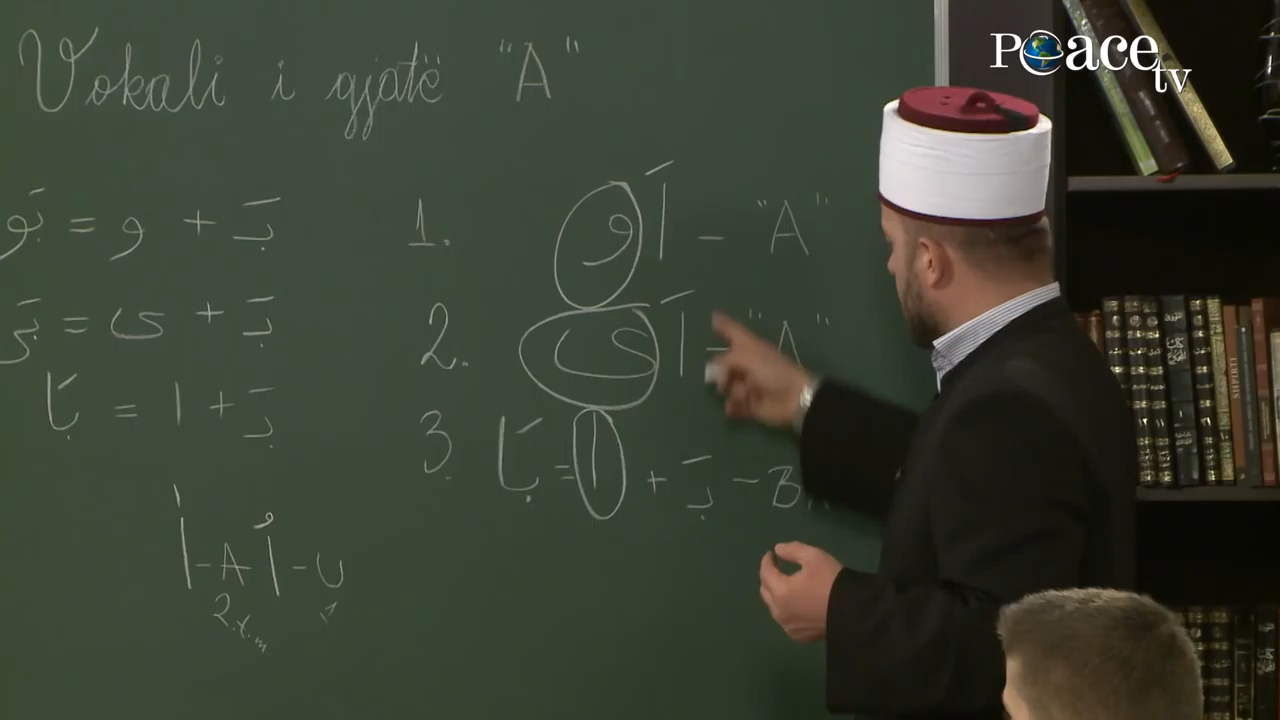 Peace tv
Vokali i gjatë "A"
بَـ + و = بَو
1. اَ و - "A"
بَـ + ى = بَى
2. اَ ى - "A"
بَـ + ا = بَا
3. بَـ + ا = بَا - B
اَ - A اُ - U